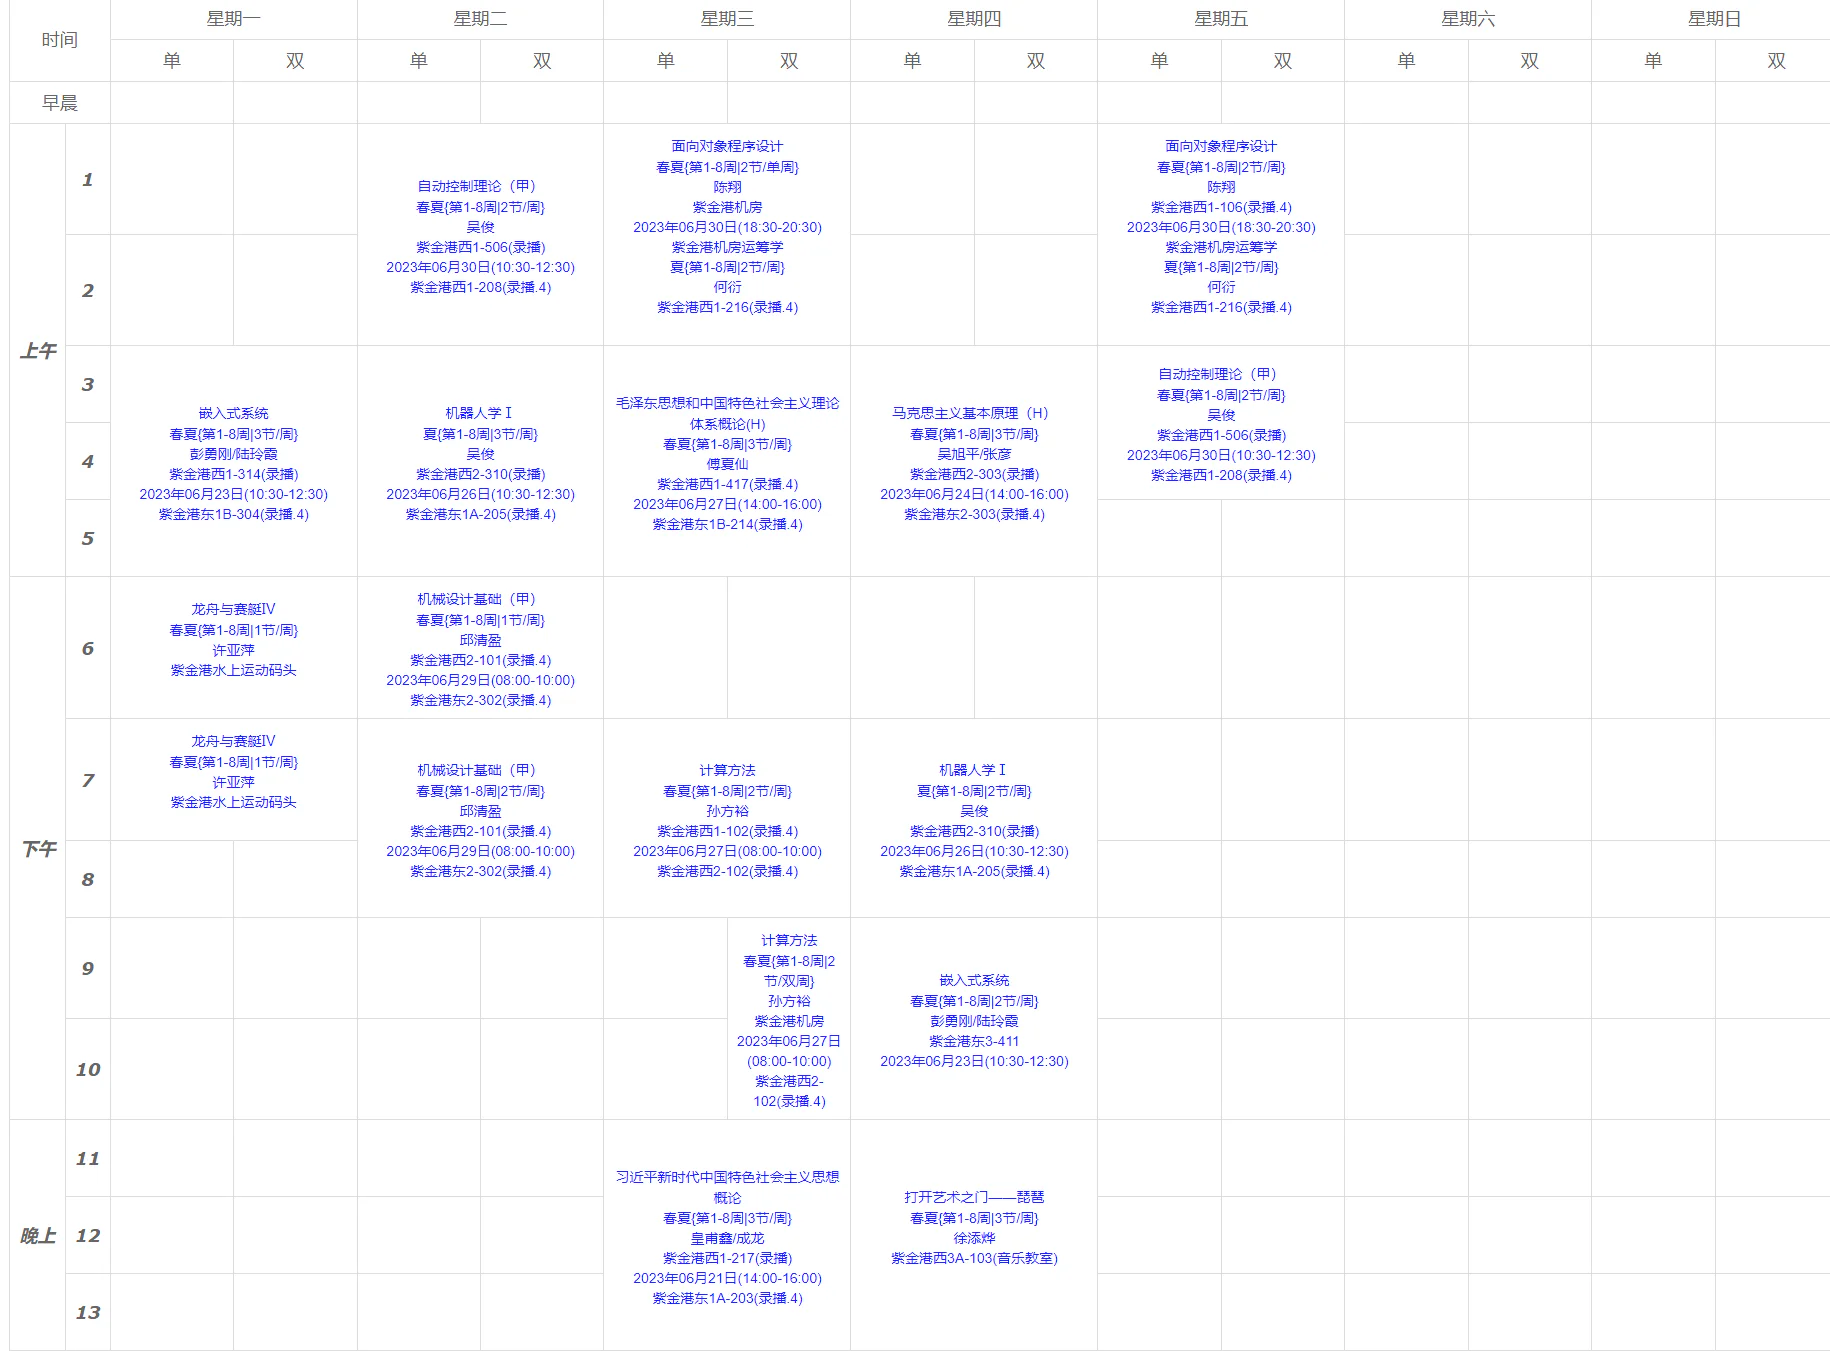 时间
星期一
星期二
星期三
星期四
星期五
星期六
星期日
单
双
单
双
单
双
单
双
单
双
单
双
单
双
早晨
上午
1
自动控制理论（甲）
春夏{第1-8周|2节/周}
吴俊
紫金港西1-506(录播)
2023年06月30日(10:30-12:30)
紫金港西1-208(录播.4)
面向对象程序设计
春夏{第1-8周|2节/单周}
陈翔
紫金港机房
2023年06月30日(18:30-20:30)
紫金港机房运筹学
夏{第1-8周|2节/周}
何衍
紫金港西1-216(录播.4)
面向对象程序设计
春夏{第1-8周|2节/周}
陈翔
紫金港西1-106(录播.4)
2023年06月30日(18:30-20:30)
紫金港机房运筹学
夏{第1-8周|2节/周}
何衍
紫金港西1-216(录播.4)
2
3
嵌入式系统
春夏{第1-8周|3节/周}
彭勇刚/陆玲霞
紫金港西1-314(录播)
2023年06月23日(10:30-12:30)
紫金港东1B-304(录播.4)
机器人学 I
夏{第1-8周|3节/周}
吴俊
紫金港西2-310(录播)
2023年06月26日(10:30-12:30)
紫金港东1A-205(录播.4)
毛泽东思想和中国特色社会主义理论
体系概论(H)
春夏{第1-8周|3节/周}
傅夏仙
紫金港西1-417(录播.4)
2023年06月27日(14:00-16:00)
紫金港东1B-214(录播.4)
马克思主义基本原理（H）
春夏{第1-8周|3节/周}
吴旭平/张彦
紫金港西2-303(录播)
2023年06月24日(14:00-16:00)
紫金港东2-303(录播.4)
自动控制理论（甲）
春夏{第1-8周|2节/周}
吴俊
紫金港西1-506(录播)
2023年06月30日(10:30-12:30)
紫金港西1-208(录播.4)
4
5
下午
6
龙舟与赛艇IV
春夏{第1-8周|1节/周}
许亚萍
紫金港水上运动码头
机械设计基础（甲）
春夏{第1-8周|1节/周}
邱清盈
紫金港西2-101(录播.4)
2023年06月29日(08:00-10:00)
紫金港东2-302(录播.4)
7
龙舟与赛艇IV
春夏{第1-8周|1节/周}
许亚萍
紫金港水上运动码头
机械设计基础（甲）
春夏{第1-8周|2节/周}
邱清盈
紫金港西2-101(录播.4)
2023年06月29日(08:00-10:00)
紫金港东2-302(录播.4)
计算方法
春夏{第1-8周|2节/周}
孙方裕
紫金港西1-102(录播.4)
2023年06月27日(08:00-10:00)
紫金港西2-102(录播.4)
机器人学 I
夏{第1-8周|2节/周}
吴俊
紫金港西2-310(录播)
2023年06月26日(10:30-12:30)
紫金港东1A-205(录播.4)
8
9
计算方法
春夏{第1-8周|2
节/双周}
孙方裕
紫金港机房
2023年06月27日
(08:00-10:00)
紫金港西2-
102(录播.4)
嵌入式系统
春夏{第1-8周|2节/周}
彭勇刚/陆玲霞
紫金港东3-411
2023年06月23日(10:30-12:30)
10
晚上
11
习近平新时代中国特色社会主义思想
概论
春夏{第1-8周|3节/周}
皇甫鑫/成龙
紫金港西1-217(录播)
2023年06月21日(14:00-16:00)
紫金港东1A-203(录播.4)
打开艺术之门——琵琶
春夏{第1-8周|3节/周}
徐添烨
紫金港西3A-103(音乐教室)
12
13